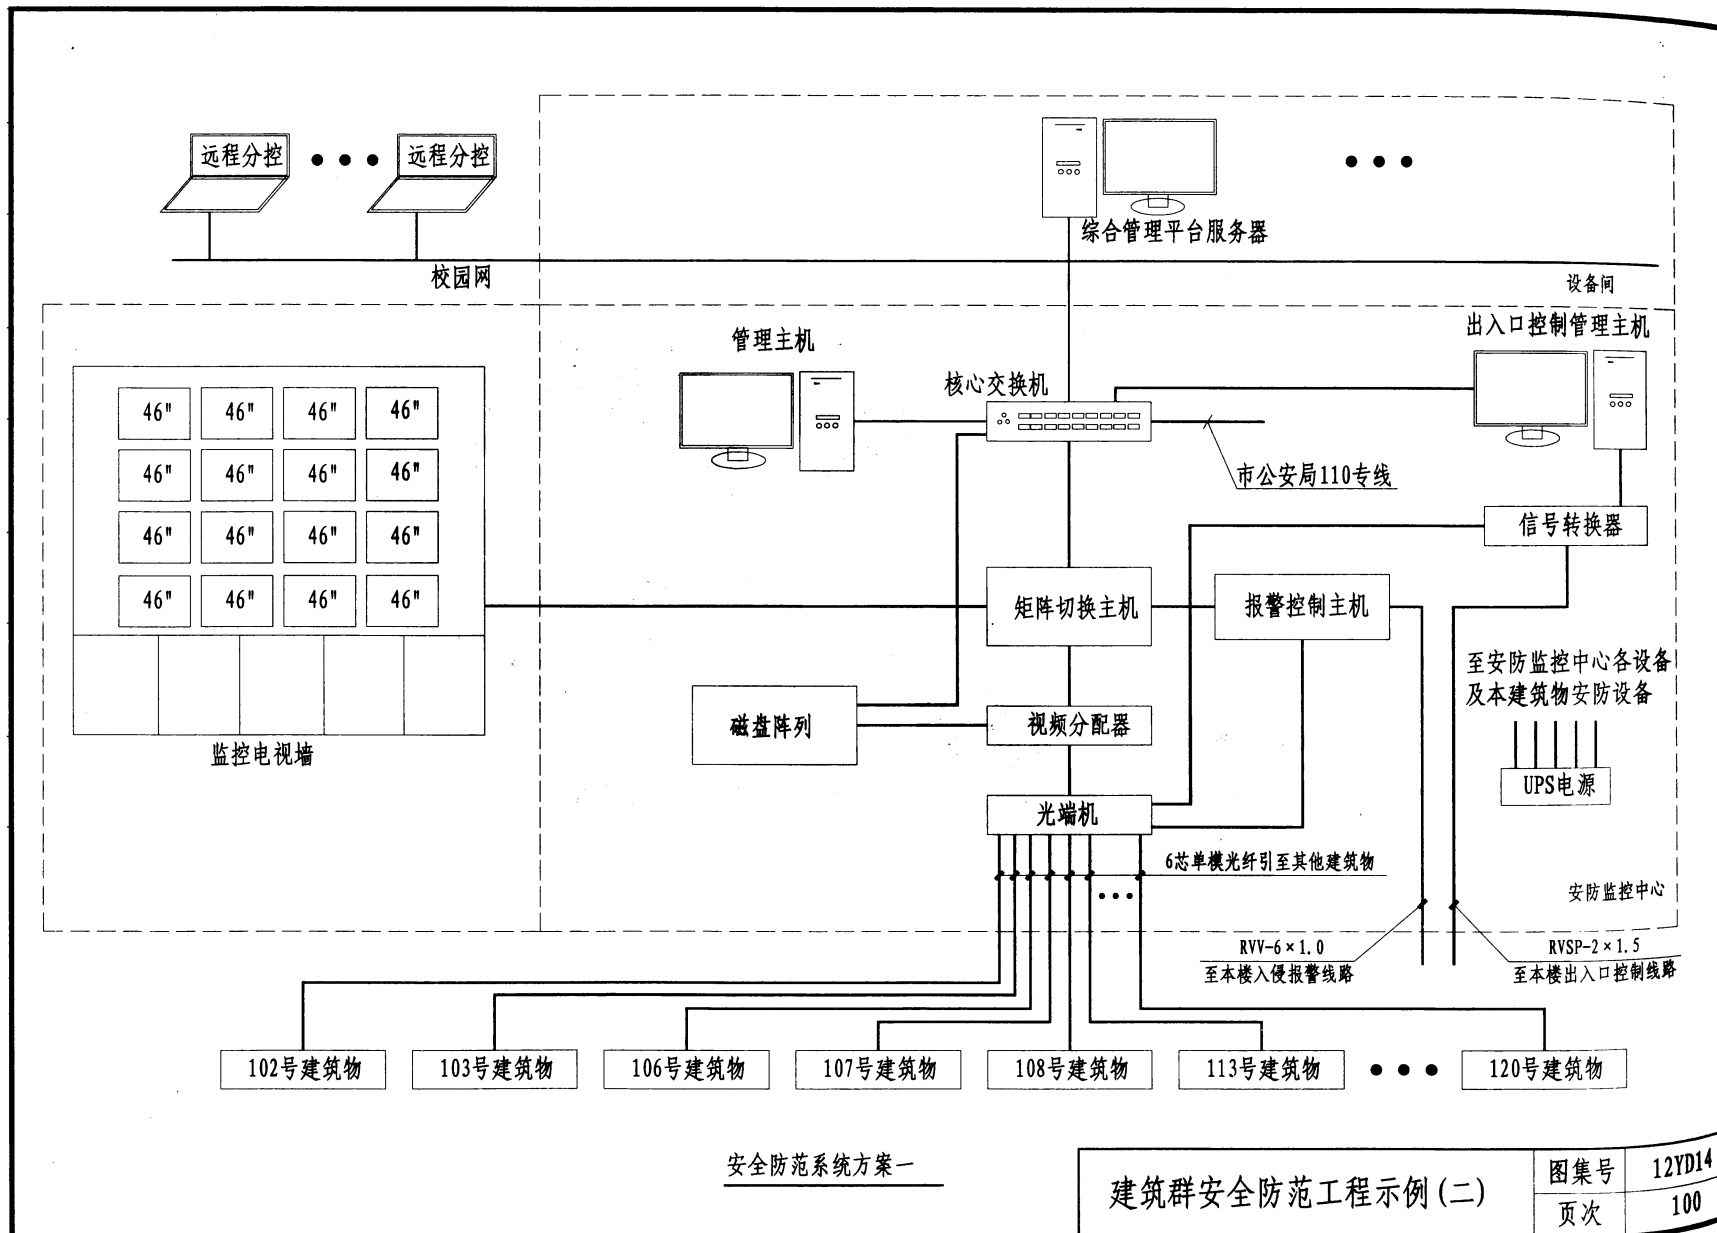 远程分控
远程分控
综合管理平台服务器
校园网
设备间
管理主机
出入口控制管理主机
核心交换机
46" 46" 46" 46"
46" 46" 46" 46"
46" 46" 46" 46"
46" 46" 46" 46"
市公安局110专线
信号转换器
矩阵切换主机
报警控制主机
至安防监控中心各设备
及本建筑物安防设备
磁盘阵列
视频分配器
监控电视墙
UPS电源
光端机
6芯单模光纤引至其他建筑物
安防监控中心
RVV-6×1.0
至本楼入侵报警线路
RVSP-2×1.5
至本楼出入口控制线路
102号建筑物
103号建筑物
106号建筑物
107号建筑物
108号建筑物
113号建筑物
120号建筑物
安全防范系统方案一
建筑群安全防范工程示例(二)
图集号 12YD14
页次 100